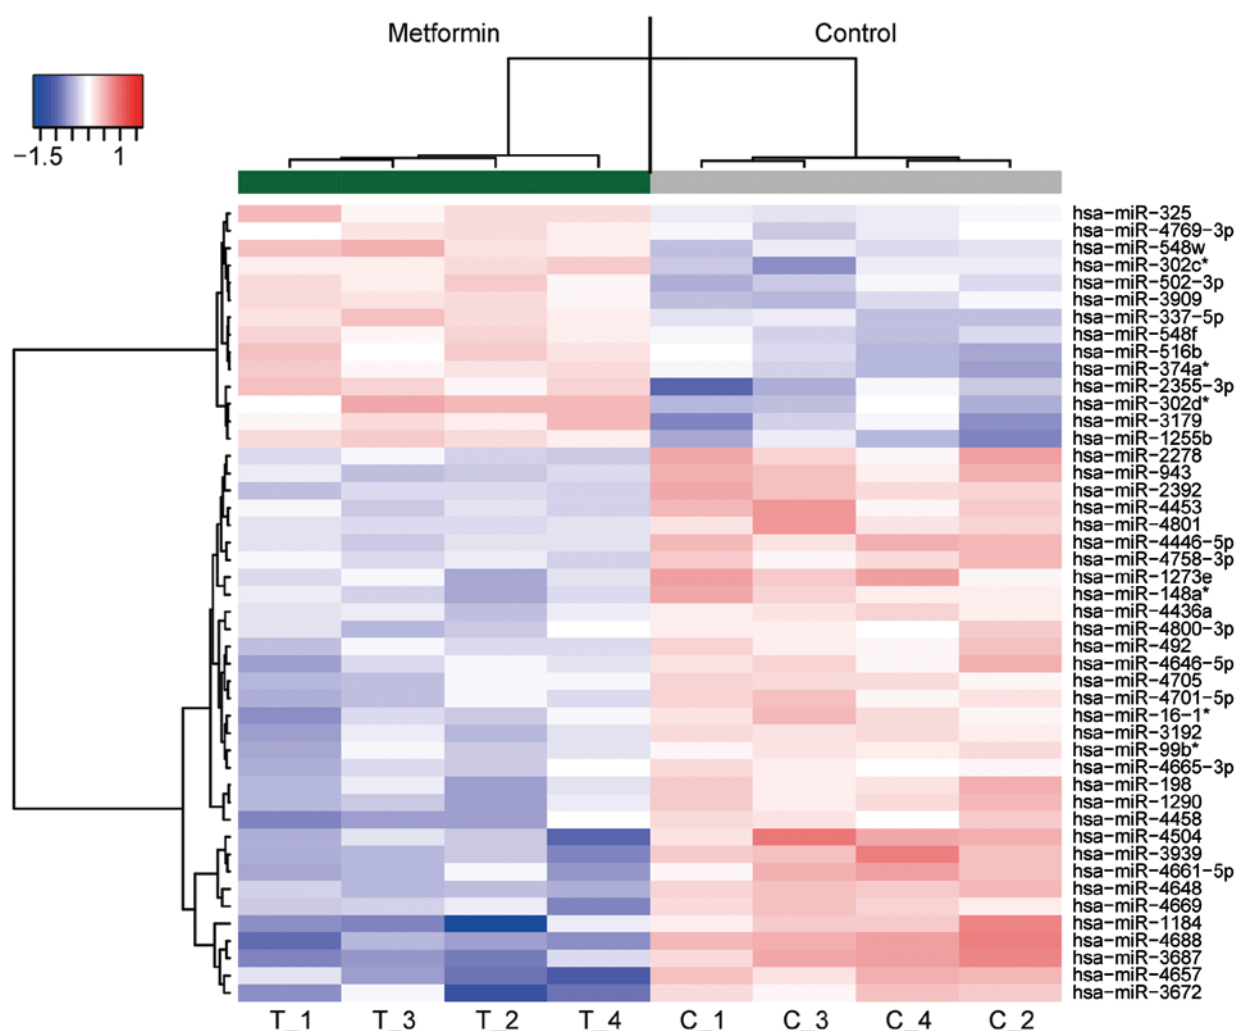 Metformin Control
−1.5 1
hsa−miR−325
hsa−miR−4769−3p
hsa−miR−548w
hsa−miR−302c*
hsa−miR−502−3p
hsa−miR−3909
hsa−miR−337−5p
hsa−miR−548f
hsa−miR−516b
hsa−miR−374a*
hsa−miR−2355−3p
hsa−miR−302d*
hsa−miR−3179
hsa−miR−1255b
hsa−miR−2278
hsa−miR−943
hsa−miR−2392
hsa−miR−4453
hsa−miR−4801
hsa−miR−4446−5p
hsa−miR−4758−3p
hsa−miR−1273e
hsa−miR−148a*
hsa−miR−4436a
hsa−miR−4800−3p
hsa−miR−492
hsa−miR−4646−5p
hsa−miR−4705
hsa−miR−4701−5p
hsa−miR−16−1*
hsa−miR−3192
hsa−miR−99b*
hsa−miR−4665−3p
hsa−miR−198
hsa−miR−1290
hsa−miR−4458
hsa−miR−4504
hsa−miR−3939
hsa−miR−4661−5p
hsa−miR−4648
hsa−miR−4669
hsa−miR−1184
hsa−miR−4688
hsa−miR−3687
hsa−miR−4657
hsa−miR−3672
T_1 T_3 T_2 T_4 C_1 C_3 C_4 C_2